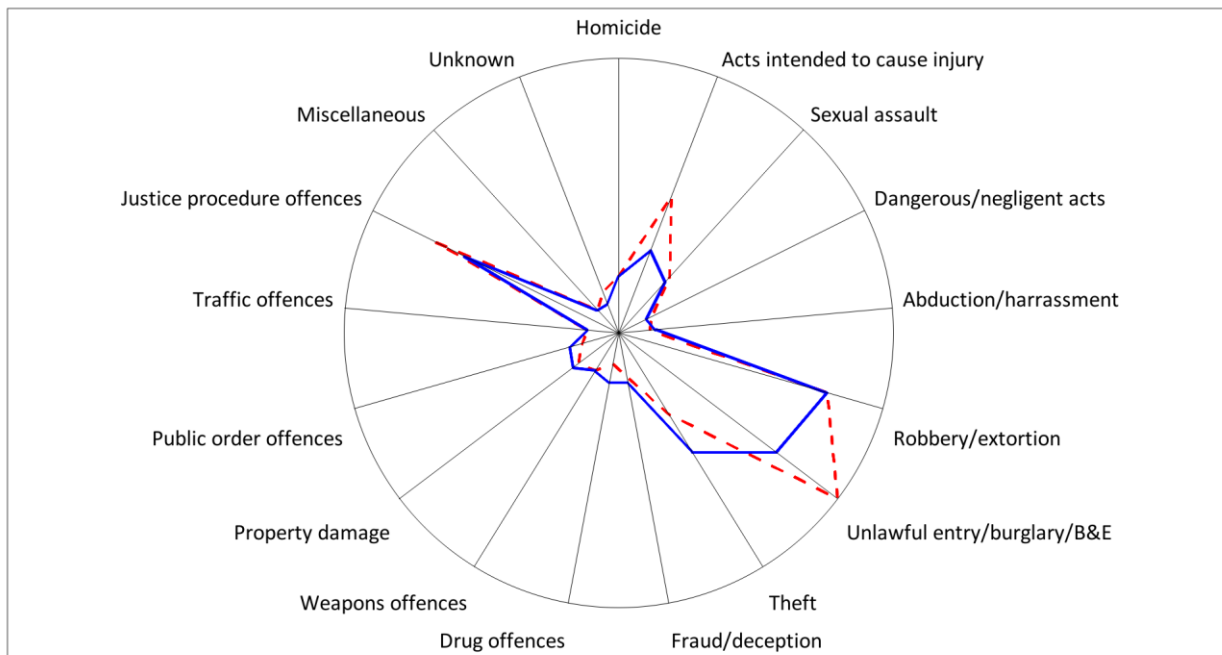 Homicide
Unknown
Acts intended to cause injury
Miscellaneous
Sexual assault
Justice procedure offences
Dangerous/negligent acts
Traffic offences
Abduction/harrassment
Public order offences
Robbery/extortion
Property damage
Unlawful entry/burglary/B&E
Weapons offences
Theft
Drug offences
Fraud/deception